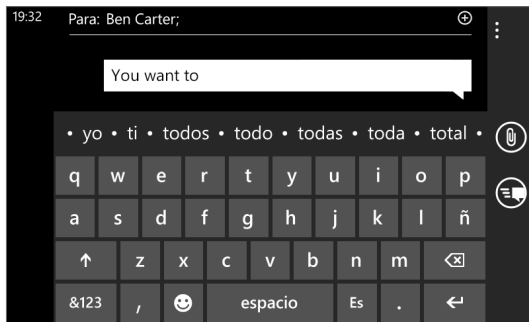 19:32 Para: Ben Carter;
You want to
• yo • ti • todos • todo • todas • toda • total •
q w e r t y u i o p
a s d f g h j k l ñ
z x c v b n m
&123 , espacio Es .